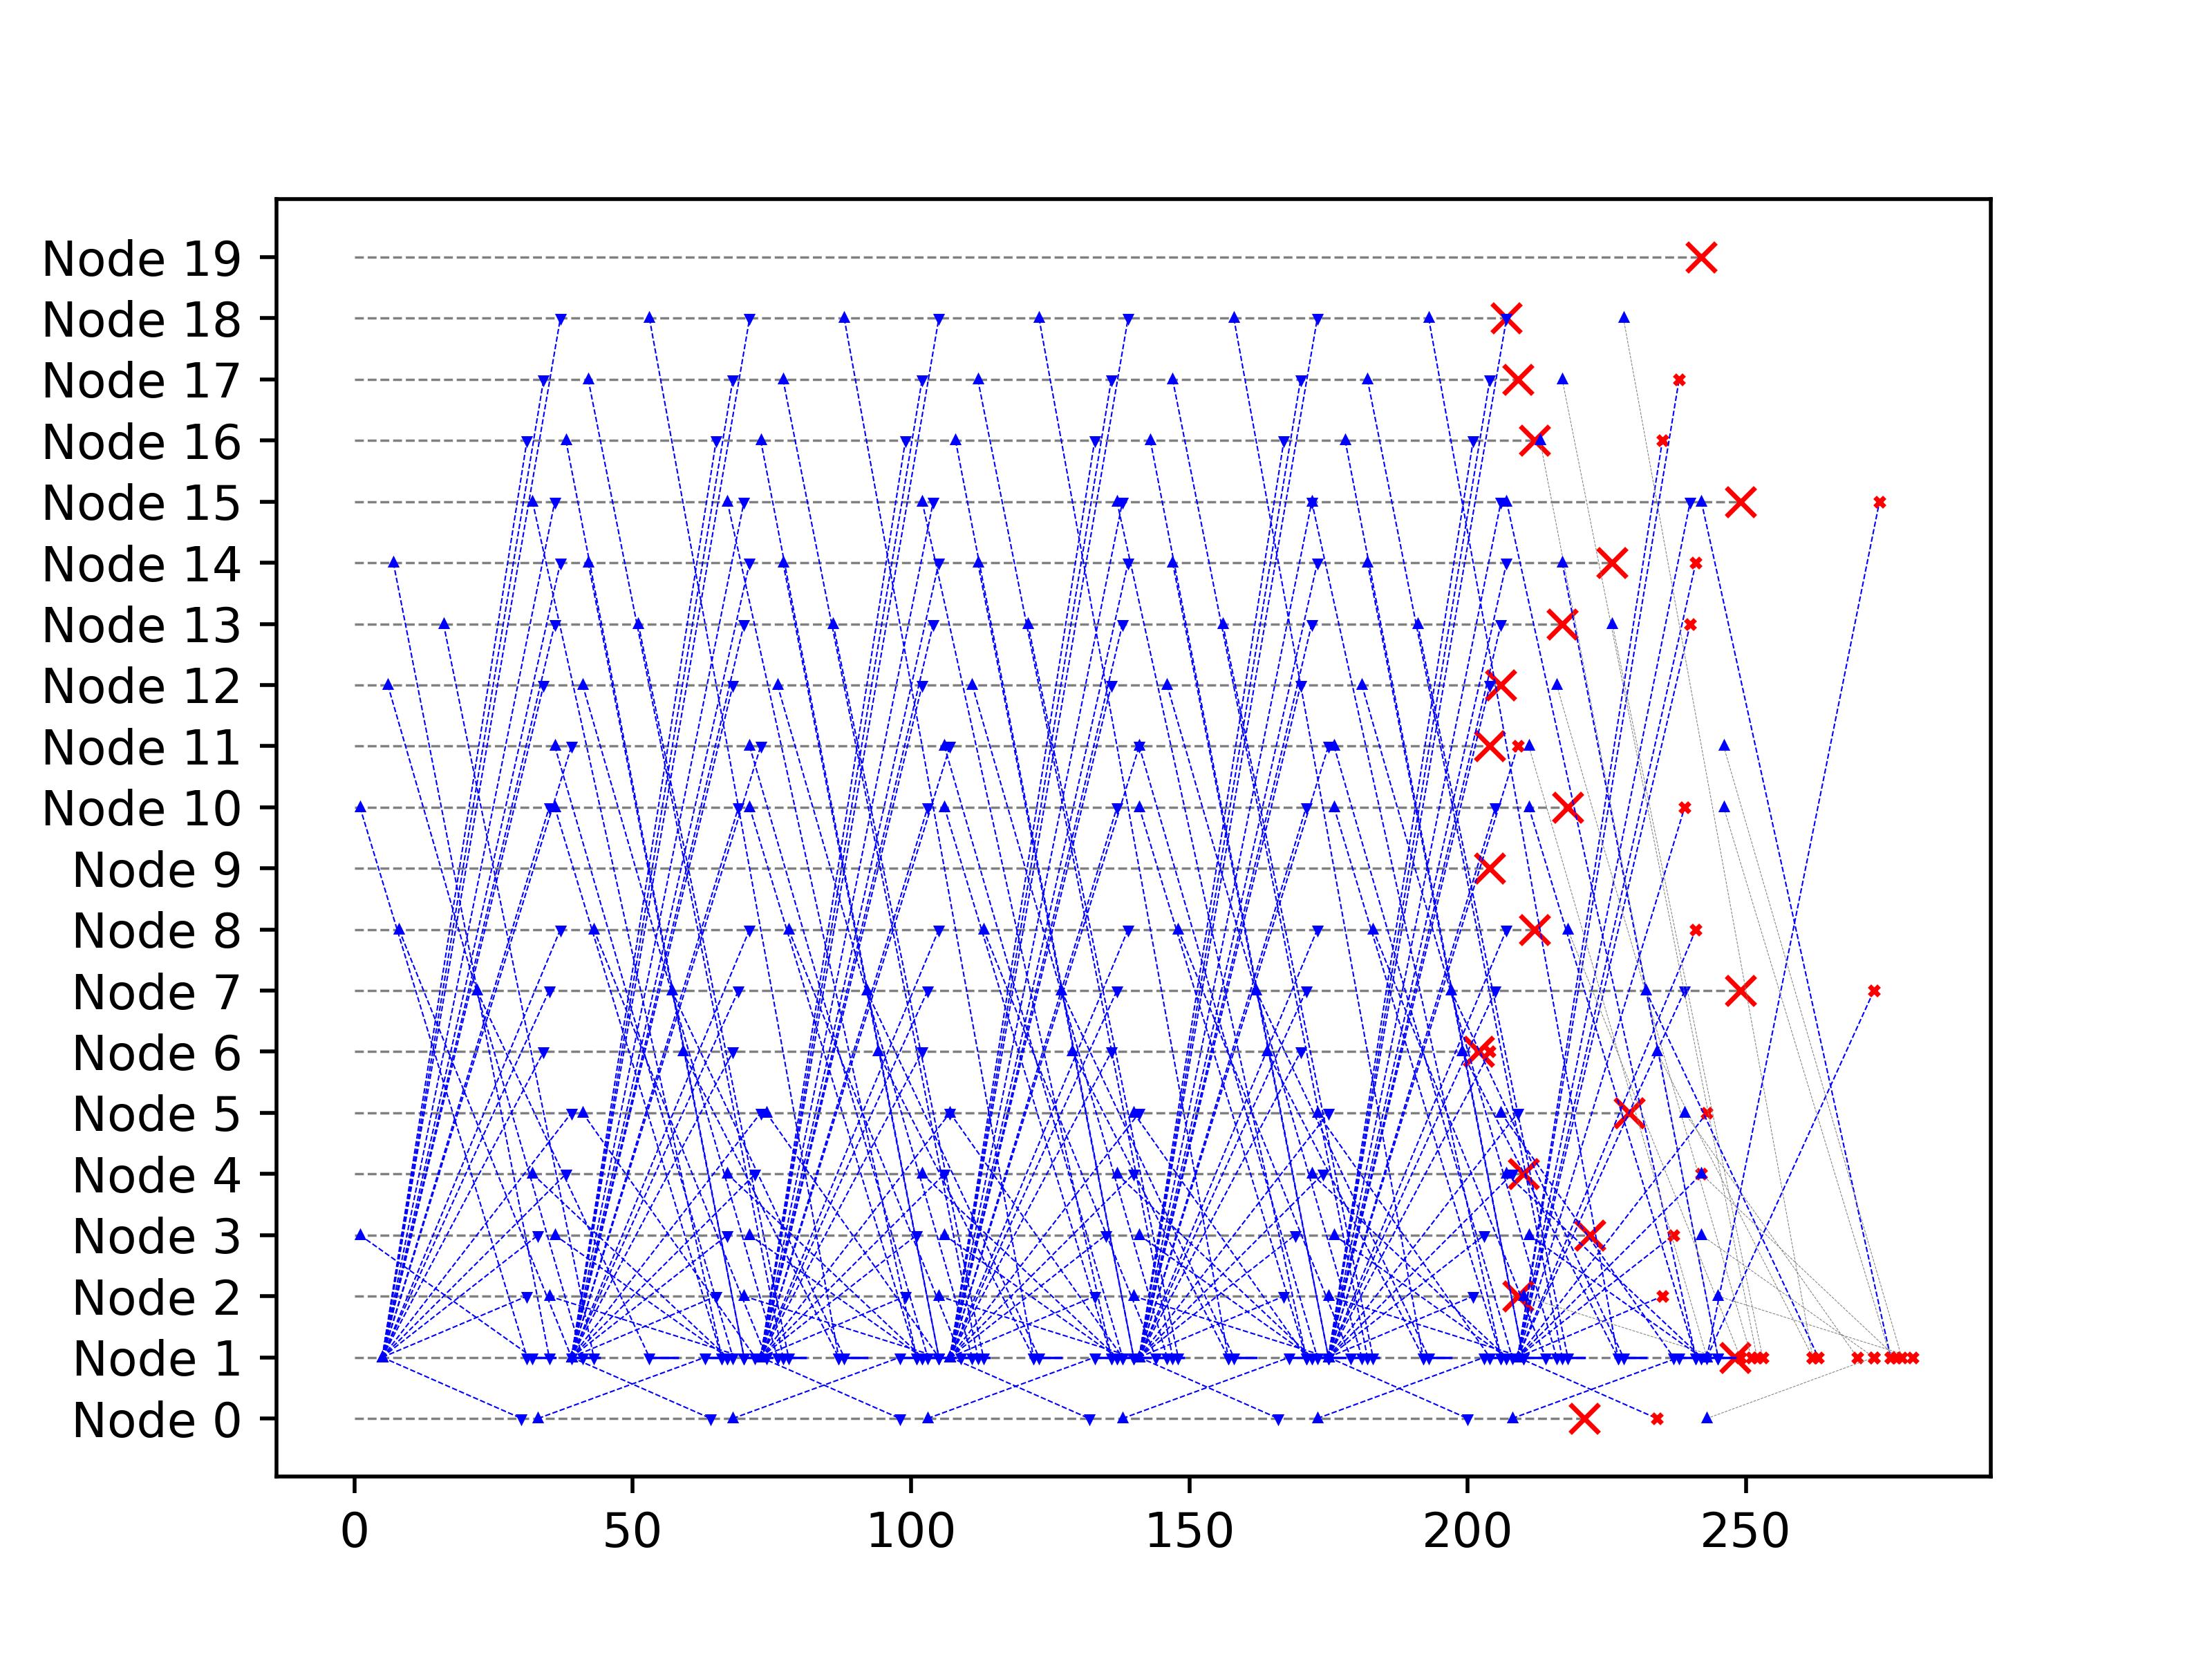 Node 19
Node 18
Node 17
Node 16
Node 15
Node 14
Node 13
Node 12
Node 11
Node 10
Node 9
Node 8
Node 7
Node 6
Node 5
Node 4
Node 3
Node 2
Node 1
Node 0
0 50 100 150 200 250